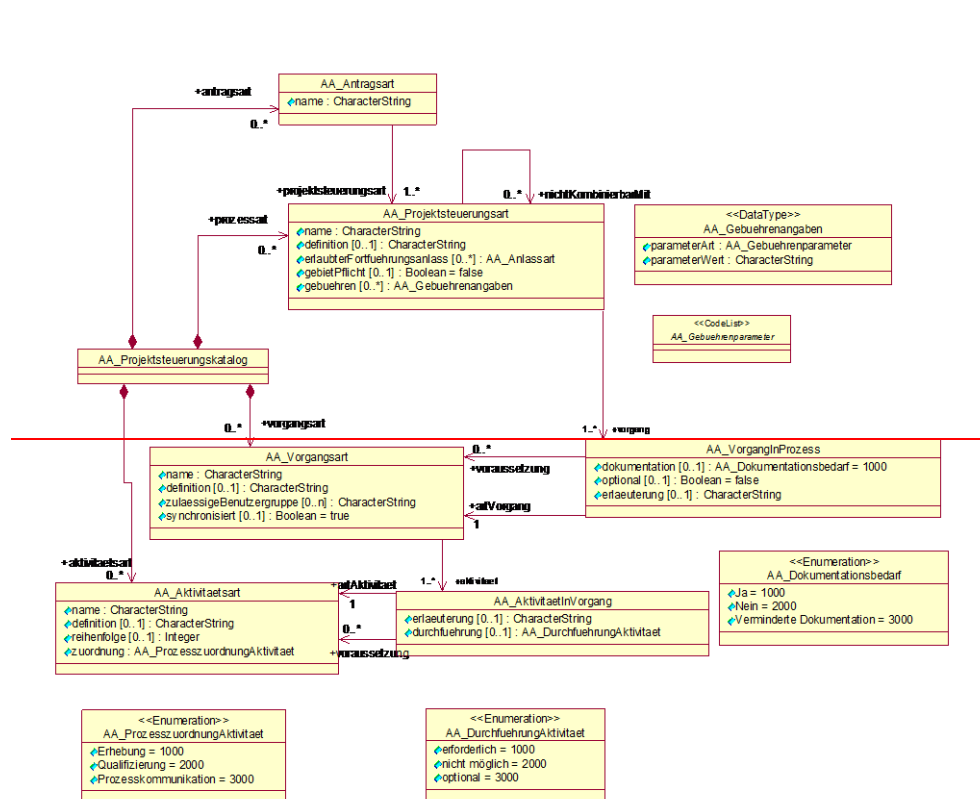 AA_Antragsart
name : CharacterString
+antragsart
0..*
+projektsteuerungsart 1..*
0..* +nichtKombinierbarMit
+prozessart
0..*
AA_Projektsteuerungsart
name : CharacterString
definition [0..1] : CharacterString
erlaubterFortfuehrungsanlass [0..*] : AA_Anlassart
gebietPflicht [0..1] : Boolean = false
gebuehren [0..*] : AA_Gebuehrenangaben
<<DataType>>
AA_Gebuehrenangaben
parameterArt : AA_Gebuehrenparameter
parameterWert : CharacterString
<<CodeList>>
AA_Gebuehrenparameter
AA_Projektsteuerungskatalog
0..* +vorgangsart
1..* +vorgang
AA_Vorgangsart
name : CharacterString
definition [0..1] : CharacterString
zulaessigeBenutzergruppe [0..n] : CharacterString
synchronisiert [0..1] : Boolean = true
0..*
+voraussetzung
+artVorgang
1
AA_VorgangInProzess
dokumentation [0..1] : AA_Dokumentationsbedarf = 1000
optional [0..1] : Boolean = false
erlaeuterung [0..1] : CharacterString
+aktivitaetsart
0..*
AA_Aktivitaetsart
name : CharacterString
definition [0..1] : CharacterString
reihenfolge [0..1] : Integer
zuordnung : AA_ProzesszuordnungAktivitaet
+artAktivitaet
1
0..*
+voraussetzung
1..* +aktivitaet
AA_AktivitaetInVorgang
erlaeuterung [0..1] : CharacterString
durchfuehrung [0..1] : AA_DurchfuehrungAktivitaet
<<Enumeration>>
AA_Dokumentationsbedarf
Ja = 1000
Nein = 2000
Verminderte Dokumentation = 3000
<<Enumeration>>
AA_ProzesszuordnungAktivitaet
Erhebung = 1000
Qualifizierung = 2000
Prozesskommunikation = 3000
<<Enumeration>>
AA_DurchfuehrungAktivitaet
erforderlich = 1000
nicht möglich = 2000
optional = 3000